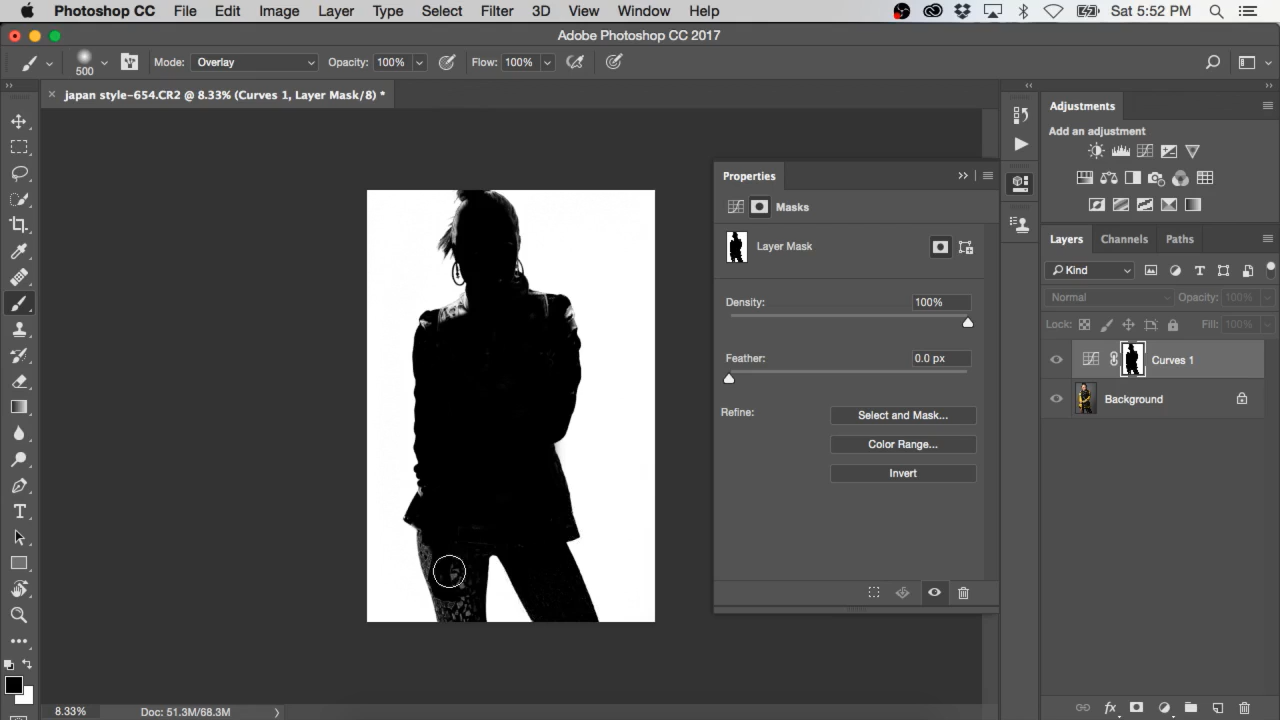 Photoshop CC File Edit Image Layer Type Select Filter 3D View Window Help Sat 5:52 PM
Adobe Photoshop CC 2017
500 Mode: Overlay Opacity: 100% Flow: 100%
× japan style-654.CR2 @ 8.33% (Curves 1, Layer Mask/8) *
Adjustments
Add an adjustment
Properties
Masks
Layer Mask
Density: 100%
Feather: 0.0 px
Refine: Select and Mask...
Color Range...
Invert
Layers Channels Paths
Kind
Normal Opacity: 100%
Lock: Fill: 100%
Curves 1
Background
8.33% Doc: 51.3M/68.3M